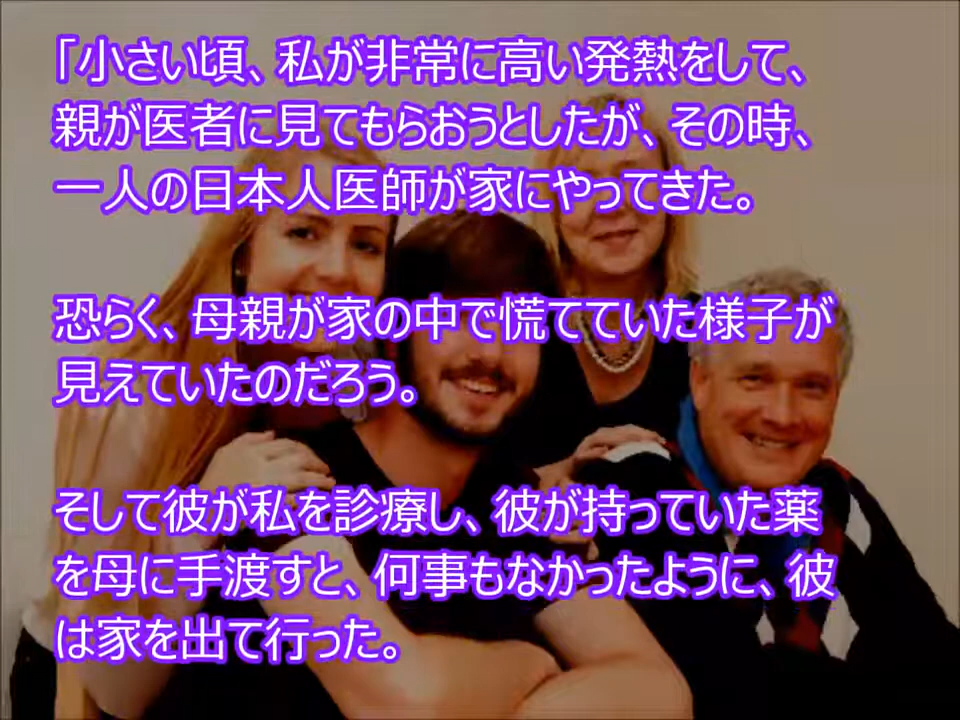 「小さい頃、私が非常に高い発熱をして、
親が医者に見てもらおうとしたが、その時、
一人の日本人医師が家にやってきた。
恐らく、母親が家の中で慌てていた様子が
見えていたのだろう。
そして彼が私を診療し、彼が持っていた薬
を母に手渡すと、何事もなかったように、彼
は家を出て行った。